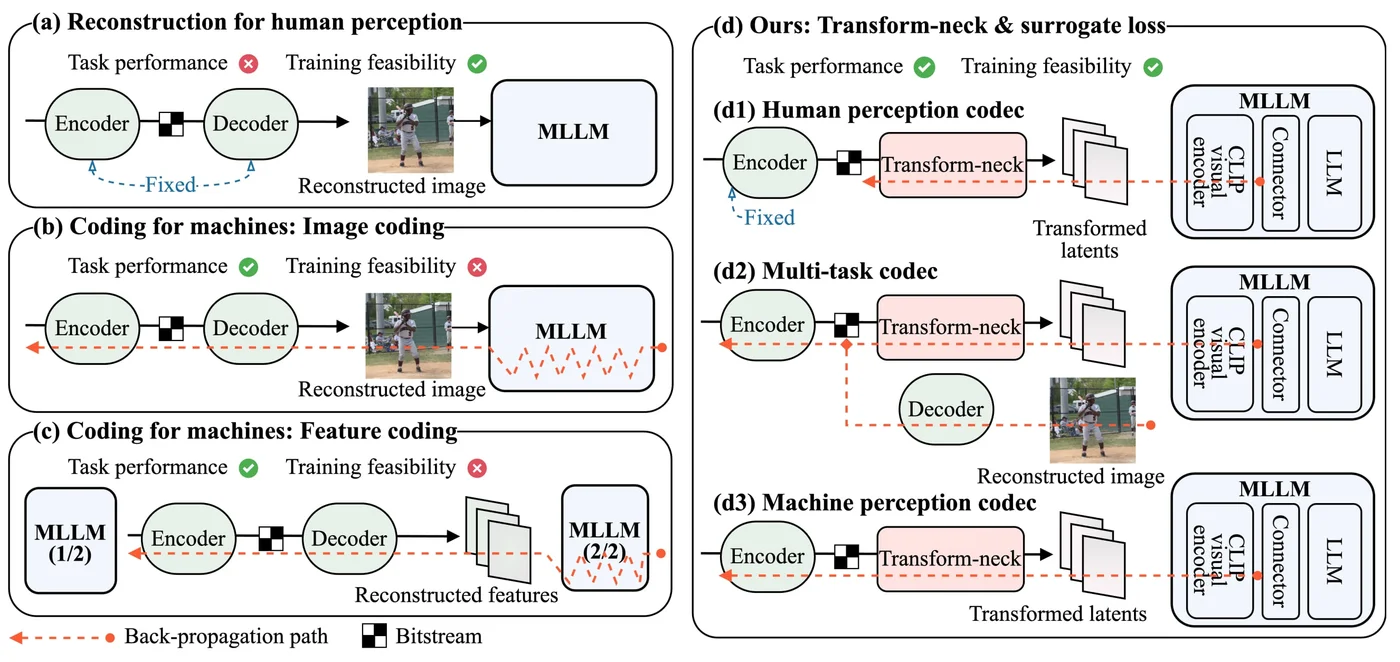 (a) Reconstruction for human perception
Task performance
Training feasibility
Encoder
Decoder
MLLM
Fixed
Reconstructed image
(b) Coding for machines: Image coding
Task performance
Training feasibility
Encoder
Decoder
MLLM
Reconstructed image
(c) Coding for machines: Feature coding
Task performance
Training feasibility
MLLM
(1/2)
Encoder
Decoder
MLLM
(2/2)
Reconstructed features
Back-propagation path
Bitstream
(d) Ours: Transform-neck & surrogate loss
Task performance
Training feasibility
(d1) Human perception codec
MLLM
Encoder
Transform-neck
CLIP
visual
encoder
Connector
LLM
Fixed
Transformed
latents
(d2) Multi-task codec
MLLM
Encoder
Transform-neck
CLIP
visual
encoder
Connector
LLM
Decoder
Reconstructed image
(d3) Machine perception codec
MLLM
Encoder
Transform-neck
CLIP
visual
encoder
Connector
LLM
Transformed latents